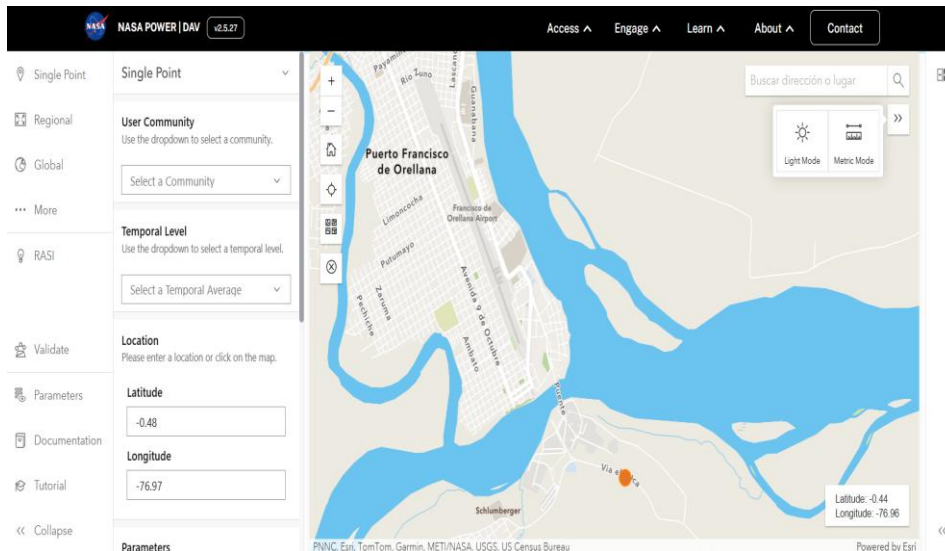 NASA
NASA POWER | DAV
v2.5.27
Access
Engage
Learn
About
Contact
Single Point
Regional
Global
More
RASI
Validate
Parameters
Documentation
Tutorial
Collapse
Single Point
User Community
Use the dropdown to select a community.
Select a Community
Temporal Level
Use the dropdown to select a temporal level.
Select a Temporal Average
Location
Please enter a location or click on the map.
Latitude
-0.48
Longitude
-76.97
Parameters
Buscar dirección o lugar
Light Mode
Metric Mode
Rio Zuno
Guanabana
Puerto Francisco
de Orellana
Limoncocha
Francisco de
Orellana Airport
Putumayo
Zaruma
Pechiche
Avenida 9 de Octubre
Ambato
Puente
Schlumberger
Latitude: -0.44
Longitude: -76.96
PNNC, Esri, TomTom, Garmin, METI/NASA, USGS, US Census Bureau
Powered by Esri